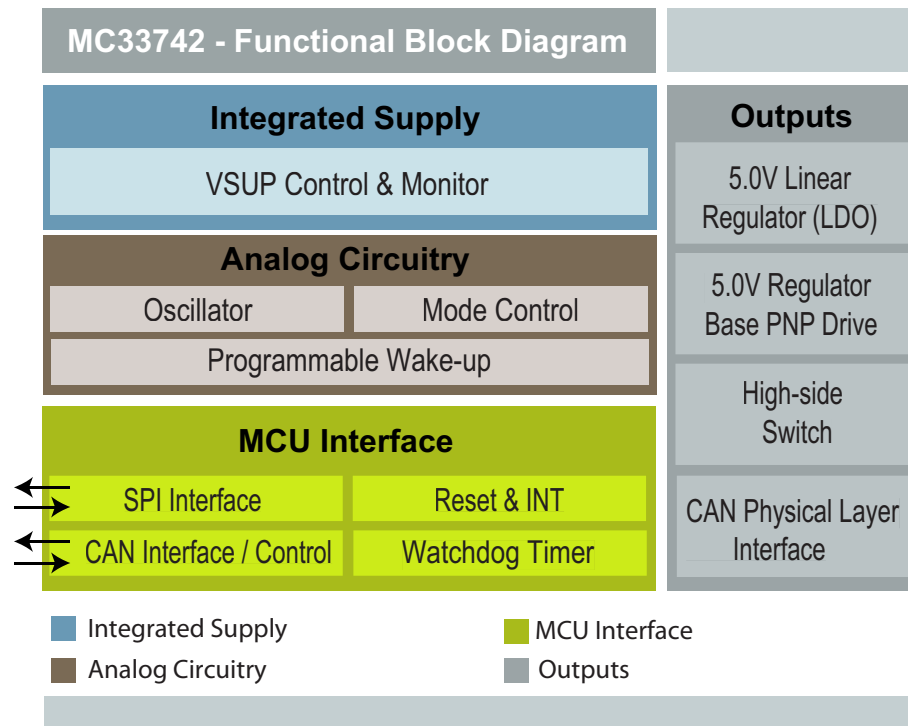 MC33742 - Functional Block Diagram
Integrated Supply
VSUP Control & Monitor
Analog Circuitry
Oscillator
Mode Control
Programmable Wake-up
MCU Interface
SPI Interface
Reset & INT
CAN Interface / Control
Watchdog Timer
Outputs
5.0V Linear
Regulator (LDO)
5.0V Regulator
Base PNP Drive
High-side
Switch
CAN Physical Layer
Interface
Integrated Supply
MCU Interface
Analog Circuitry
Outputs